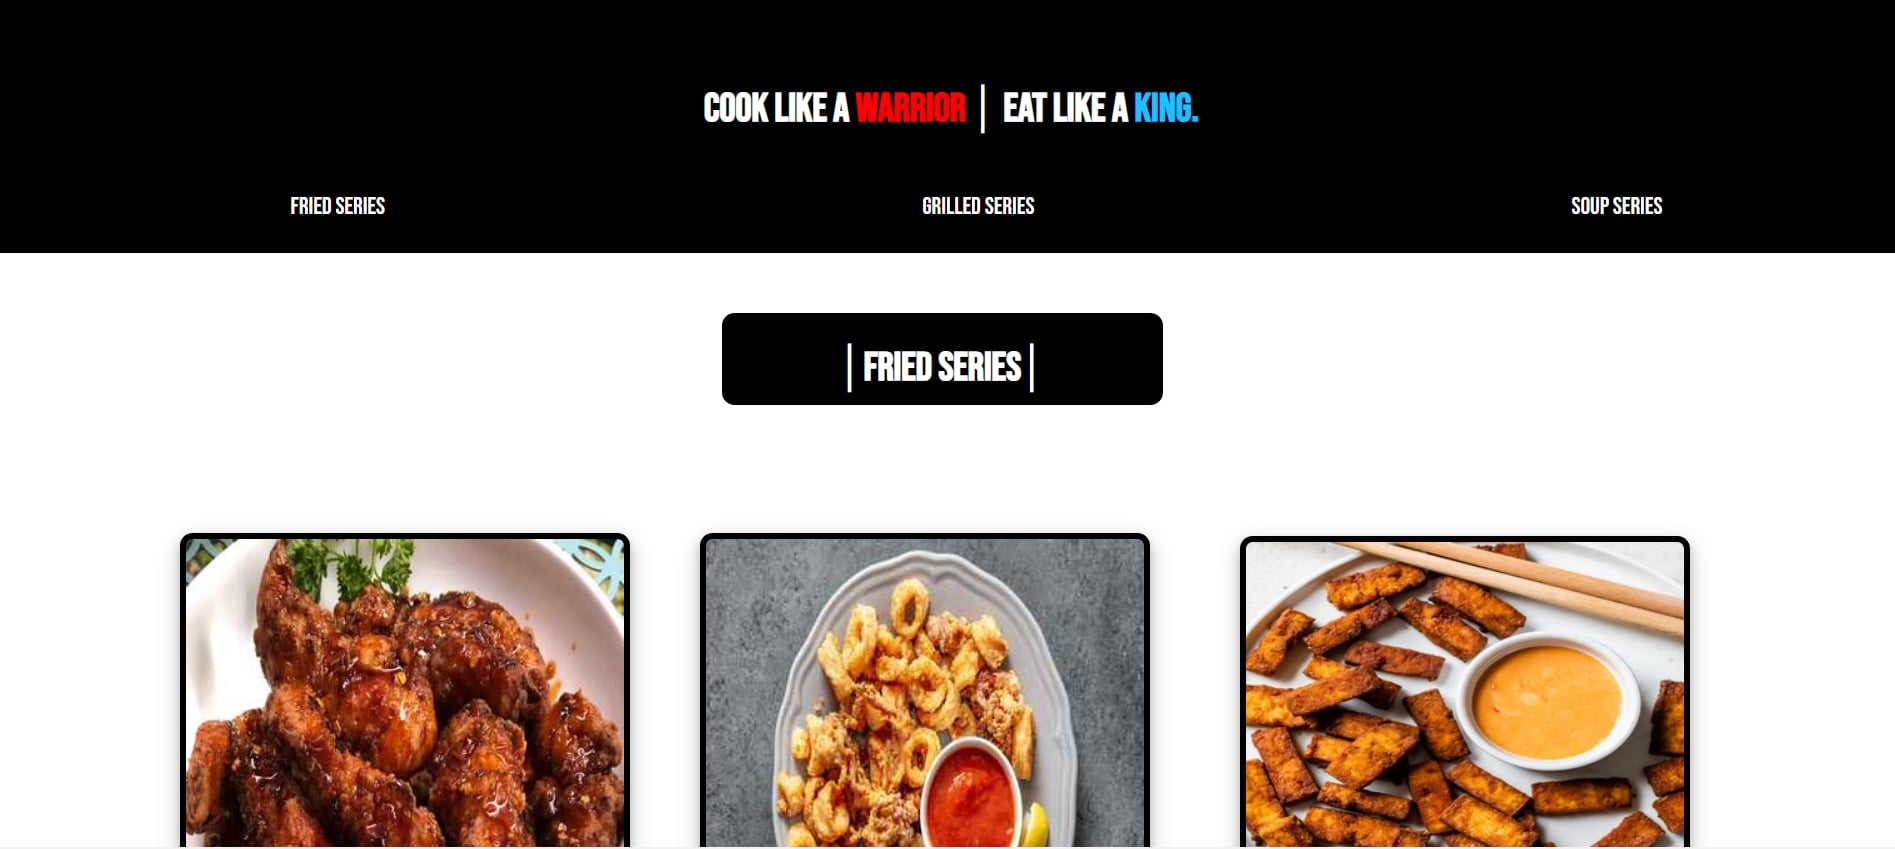 COOK LIKE A WARRIOR | EAT LIKE A KING.
FRIED SERIES GRILLED SERIES SOUP SERIES
| FRIED SERIES |